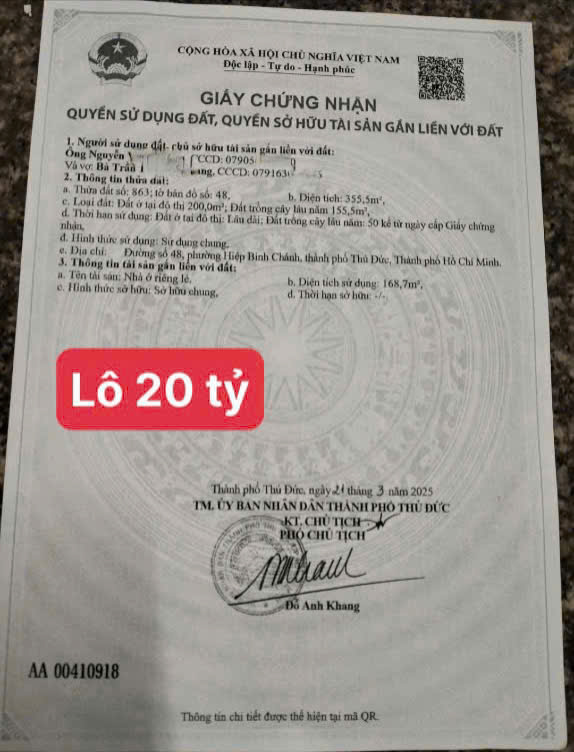 CỘNG HÒA XÃ HỘI CHỦ NGHĨA VIỆT NAM
Độc lập - Tự do - Hạnh phúc
GIẤY CHỨNG NHẬN
QUYỀN SỬ DỤNG ĐẤT, QUYỀN SỞ HỮU TÀI SẢN GẮN LIỀN VỚI ĐẤT
1. Người sử dụng đất, chủ sở hữu tài sản gắn liền với đất:
Ông Nguyễn CCCD: 07905
Và vợ: Bà Trần CCCD: 079163
2. Thông tin thửa đất:
a. Thửa đất số: 863; tờ bản đồ số: 48, b. Diện tích: 355,5m²,
c. Loại đất: Đất ở tại đô thị 200,0m²; Đất trồng cây lâu năm 155,5m²,
d. Thời hạn sử dụng: Đất ở tại đô thị: Lâu dài; Đất trồng cây lâu năm: 50 kể từ ngày cấp Giấy chứng
nhận,
đ. Hình thức sử dụng: Sử dụng chung,
e. Địa chỉ: Đường số 48, phường Hiệp Bình Chánh, thành phố Thủ Đức, Thành phố Hồ Chí Minh.
3. Thông tin tài sản gắn liền với đất:
a. Tên tài sản: Nhà ở riêng lẻ, b. Diện tích sử dụng: 168,7m²,
c. Hình thức sở hữu: Sở hữu chung, d. Thời hạn sở hữu: -/-
Lô 20 tỷ
Thành phố Thủ Đức, ngày 21 tháng 3 năm 2025
TM. ỦY BAN NHÂN DÂN THÀNH PHỐ THỦ ĐỨC
KT. CHỦ TỊCH
PHÓ CHỦ TỊCH
Đỗ Anh Khang
AA 00410918
Thông tin chi tiết được thể hiện tại mã QR.